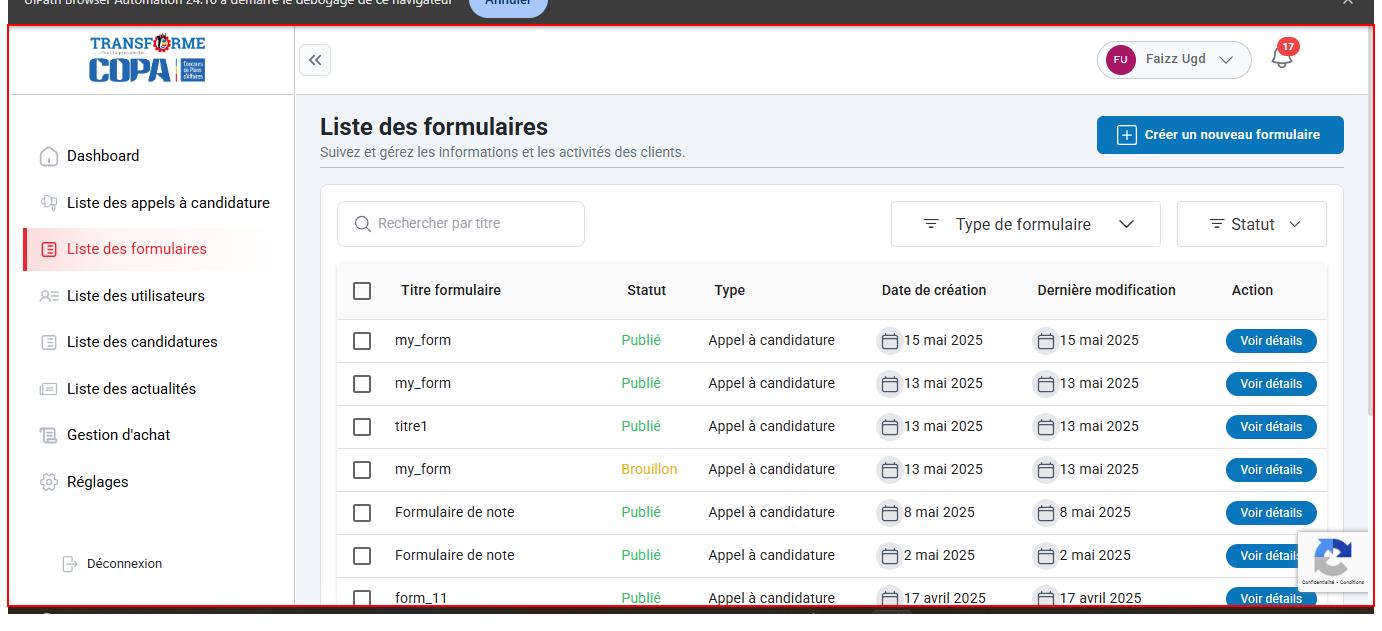 UiPath Browser Automation 24.10 a démarré le débogage de ce navigateur
Annuler
TRANSFORME
Pour la prospérité
COPA
Concours de Plans d'Affaires
FU
Faizz Ugd
17
Dashboard
Liste des appels à candidature
Liste des formulaires
Liste des utilisateurs
Liste des candidatures
Liste des actualités
Gestion d'achat
Réglages
Déconnexion
Liste des formulaires
Suivez et gérez les informations et les activités des clients.
Créer un nouveau formulaire
Rechercher par titre
Type de formulaire
Statut
Titre formulaire Statut Type Date de création Dernière modification Action
my_form Publié Appel à candidature 15 mai 2025 15 mai 2025 Voir détails
my_form Publié Appel à candidature 13 mai 2025 13 mai 2025 Voir détails
titre1 Publié Appel à candidature 13 mai 2025 13 mai 2025 Voir détails
my_form Brouillon Appel à candidature 13 mai 2025 13 mai 2025 Voir détails
Formulaire de note Publié Appel à candidature 8 mai 2025 8 mai 2025 Voir détails
Formulaire de note Publié Appel à candidature 2 mai 2025 2 mai 2025 Voir détails
form_11 Publié Appel à candidature 17 avril 2025 17 avril 2025 Voir détails
Confidentialité - Conditions